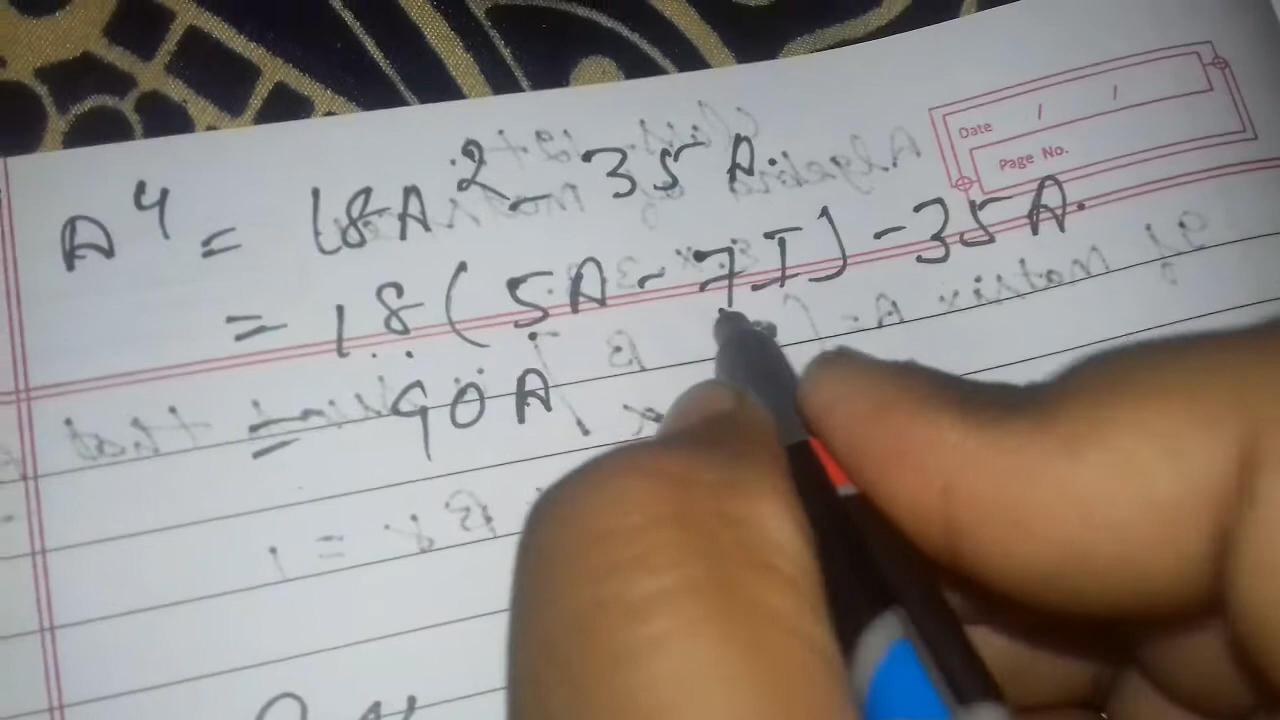 Date / /
Page No.
A⁴ = 18A² - 35A.
= 18(5A - 7I) - 35A.
= 90A